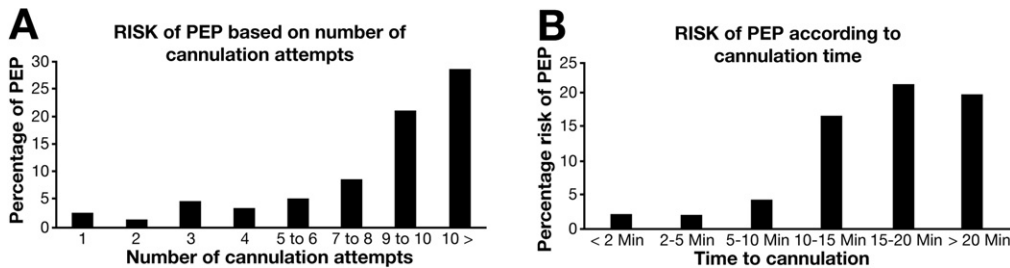 A
RISK of PEP based on number of
cannulation attempts
Percentage of PEP
30
25
20
15
10
5
0
1 2 3 4 5 to 6 7 to 8 9 to 10 10 >
Number of cannulation attempts
B
RISK of PEP according to
cannulation time
Percentage risk of PEP
25
20
15
10
5
0
< 2 Min 2-5 Min 5-10 Min 10-15 Min 15-20 Min > 20 Min
Time to cannulation